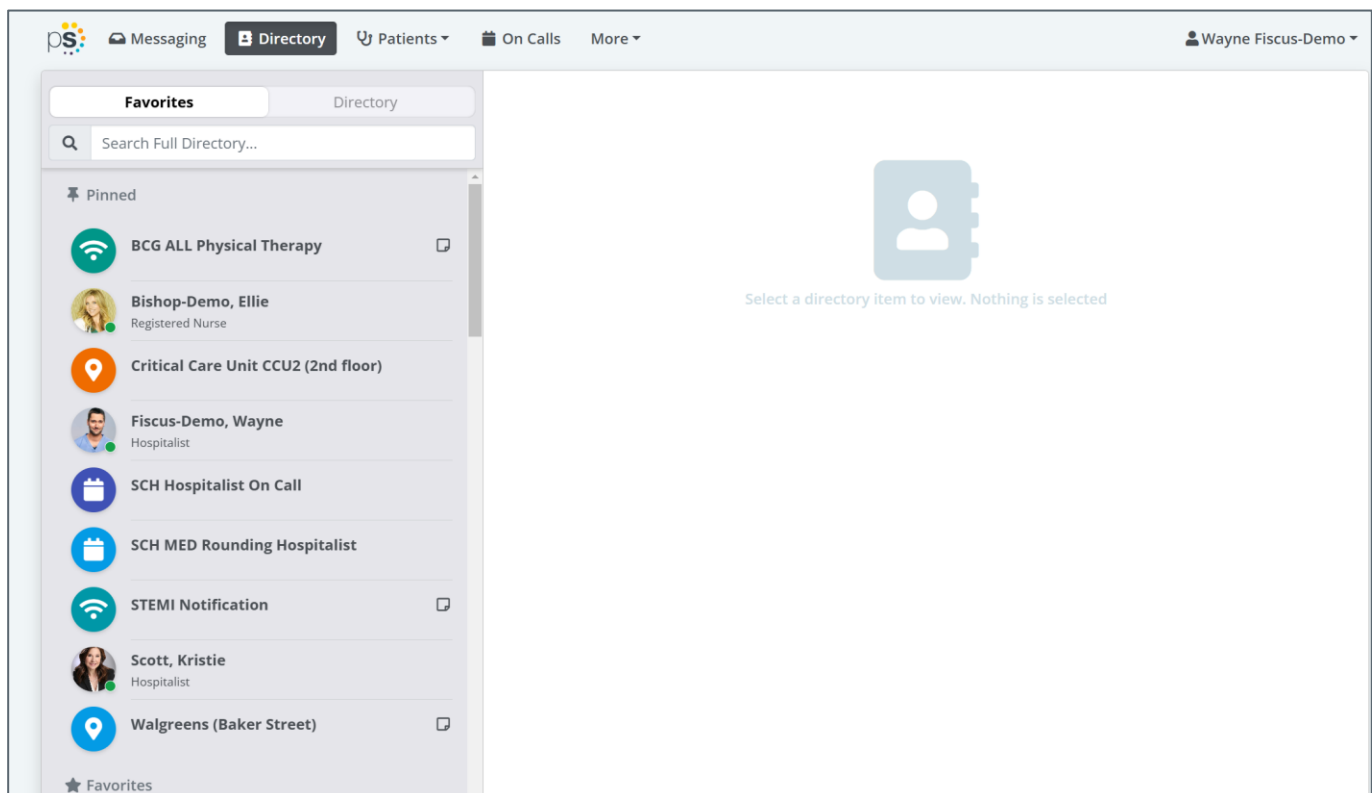 ps
Messaging
Directory
Patients
On Calls
More
Wayne Fiscus-Demo
Favorites
Directory
Search Full Directory...
Pinned
BCG ALL Physical Therapy
Bishop-Demo, Ellie
Registered Nurse
Critical Care Unit CCU2 (2nd floor)
Fiscus-Demo, Wayne
Hospitalist
SCH Hospitalist On Call
SCH MED Rounding Hospitalist
STEMI Notification
Scott, Kristie
Hospitalist
Walgreens (Baker Street)
Favorites
Select a directory item to view. Nothing is selected